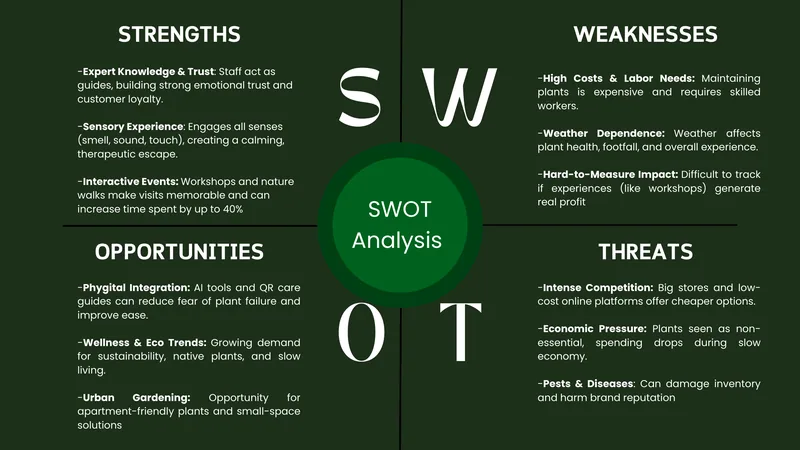 STRENGTHS
-Expert Knowledge & Trust: Staff act as
guides, building strong emotional trust and
customer loyalty.
-Sensory Experience: Engages all senses
(smell, sound, touch), creating a calming,
therapeutic escape.
-Interactive Events: Workshops and nature
walks make visits memorable and can
increase time spent by up to 40%
S
W
WEAKNESSES
-High Costs & Labor Needs: Maintaining
plants is expensive and requires skilled
workers.
-Weather Dependence: Weather affects
plant health, footfall, and overall experience.
-Hard-to-Measure Impact: Difficult to track
if experiences (like workshops) generate
real profit
SWOT
Analysis
OPPORTUNITIES
-Phygital Integration: AI tools and QR care
guides can reduce fear of plant failure and
improve ease.
-Wellness & Eco Trends: Growing demand
for sustainability, native plants, and slow
living.
-Urban Gardening: Opportunity for
apartment-friendly plants and small-space
solutions
O
T
THREATS
-Intense Competition: Big stores and low-
cost online platforms offer cheaper options.
-Economic Pressure: Plants seen as non-
essential, spending drops during slow
economy.
-Pests & Diseases: Can damage inventory
and harm brand reputation